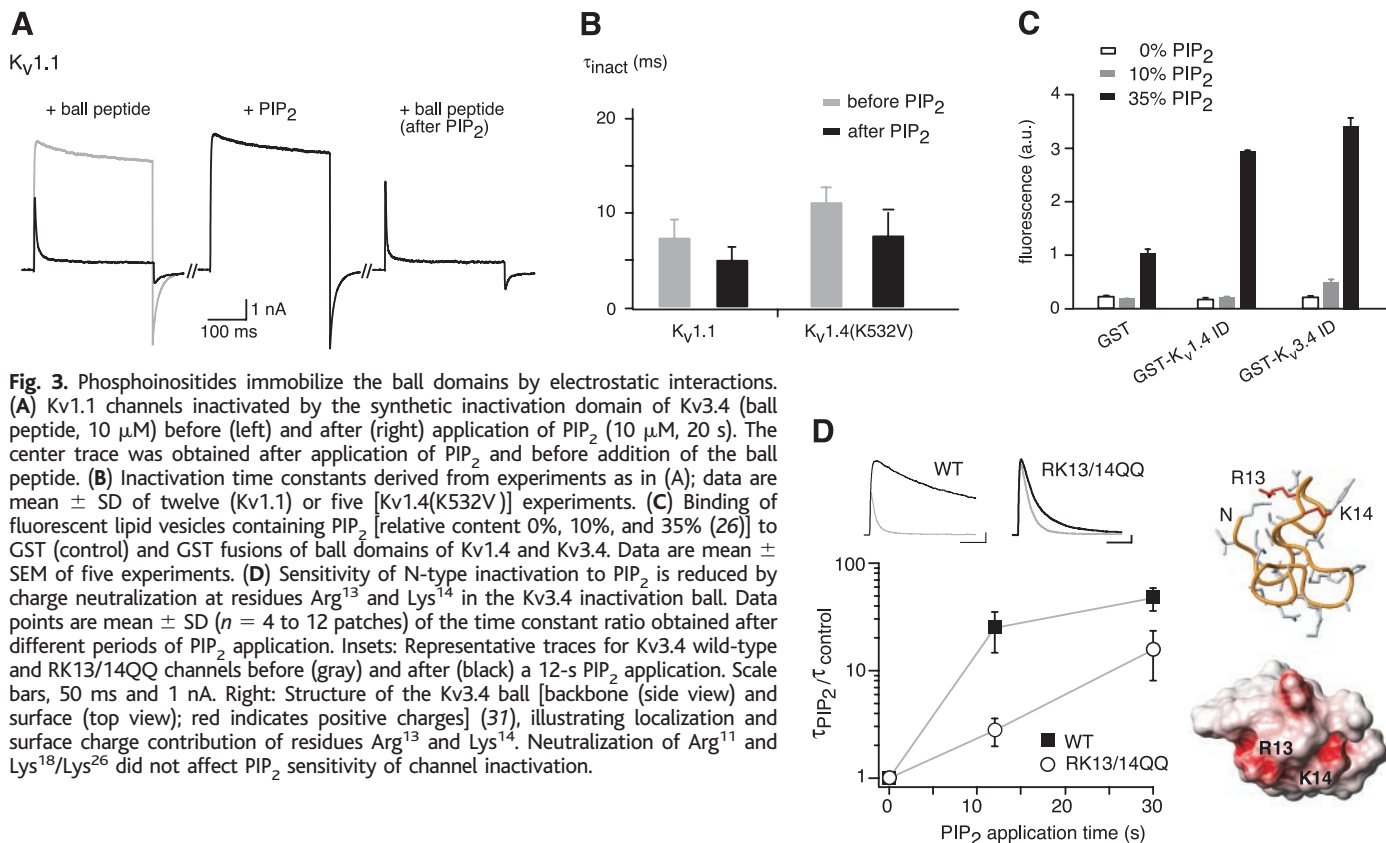 A
Kv1.1
+ ball peptide
+ PIP2
+ ball peptide
(after PIP2)
//
//
1 nA
100 ms
B
τinact (ms)
before PIP2
after PIP2
20
10
0
Kv1.1
Kv1.4(K532V)
C
0% PIP2
10% PIP2
35% PIP2
fluorescence (a.u.)
4
3
2
1
0
GST
GST-Kv1.4 ID
GST-Kv3.4 ID
Fig. 3. Phosphoinositides immobilize the ball domains by electrostatic interactions.
(A) Kv1.1 channels inactivated by the synthetic inactivation domain of Kv3.4 (ball
peptide, 10 μM) before (left) and after (right) application of PIP2 (10 μM, 20 s). The
center trace was obtained after application of PIP2 and before addition of the ball
peptide. (B) Inactivation time constants derived from experiments as in (A); data are
mean ± SD of twelve (Kv1.1) or five [Kv1.4(K532V)] experiments. (C) Binding of
fluorescent lipid vesicles containing PIP2 [relative content 0%, 10%, and 35% (26)] to
GST (control) and GST fusions of ball domains of Kv1.4 and Kv3.4. Data are mean ±
SEM of five experiments. (D) Sensitivity of N-type inactivation to PIP2 is reduced by
charge neutralization at residues Arg13 and Lys14 in the Kv3.4 inactivation ball. Data
points are mean ± SD (n = 4 to 12 patches) of the time constant ratio obtained after
different periods of PIP2 application. Insets: Representative traces for Kv3.4 wild-type
and RK13/14QQ channels before (gray) and after (black) a 12-s PIP2 application. Scale
bars, 50 ms and 1 nA. Right: Structure of the Kv3.4 ball [backbone (side view) and
surface (top view); red indicates positive charges] (31), illustrating localization and
surface charge contribution of residues Arg13 and Lys14. Neutralization of Arg11 and
Lys18/Lys26 did not affect PIP2 sensitivity of channel inactivation.
D
WT
RK13/14QQ
τPIP2/τcontrol
100
10
1
WT
RK13/14QQ
0
10
20
30
PIP2 application time (s)
R13
N
K14
R13
K14